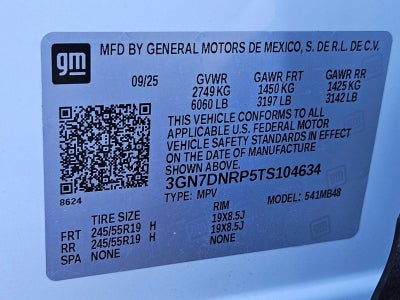 gm
MFD BY GENERAL MOTORS DE MEXICO, S. DE R.L. DE C.V.
09/25 GVWR GAWR FRT GAWR RR
2749 KG 1450 KG 1425 KG
6060 LB 3197 LB 3142 LB
THIS VEHICLE CONFORMS TO ALL
APPLICABLE U.S. FEDERAL MOTOR
VEHICLE SAFETY STANDARDS IN EFFECT
ON THE DATE OF MANUFACTURE
SHOWN ABOVE.
3GN7DNRP5TS104634
8624
TYPE: MPV MODEL: 541MB48
TIRE SIZE RIM
FRT 245/55R19 H 19X8.5J
RR 245/55R19 H 19X8.5J
SPA NONE NONE